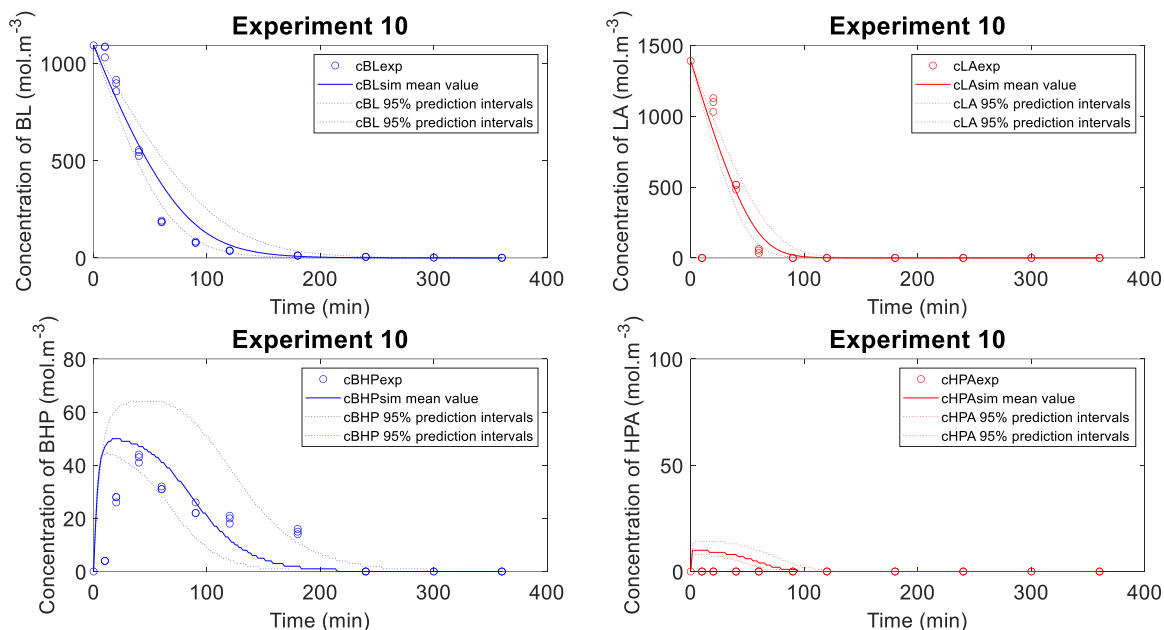 Experiment 10
Concentration of BL (mol.m-3)
1000
500
0
cBLexp
cBLsim mean value
cBL 95% prediction intervals
cBL 95% prediction intervals
0 100 200 300 400
Time (min)
Experiment 10
Concentration of LA (mol.m-3)
1500
1000
500
0
cLAexp
cLAsim mean value
cLA 95% prediction intervals
cLA 95% prediction intervals
0 100 200 300 400
Time (min)
Experiment 10
Concentration of BHP (mol.m-3)
80
60
40
20
0
cBHPexp
cBHPsim mean value
cBHP 95% prediction intervals
cBHP 95% prediction intervals
0 100 200 300 400
Time (min)
Experiment 10
Concentration of HPA (mol.m-3)
100
50
0
cHPAexp
cHPAsim mean value
cHPA 95% prediction intervals
cHPA 95% prediction intervals
0 100 200 300 400
Time (min)